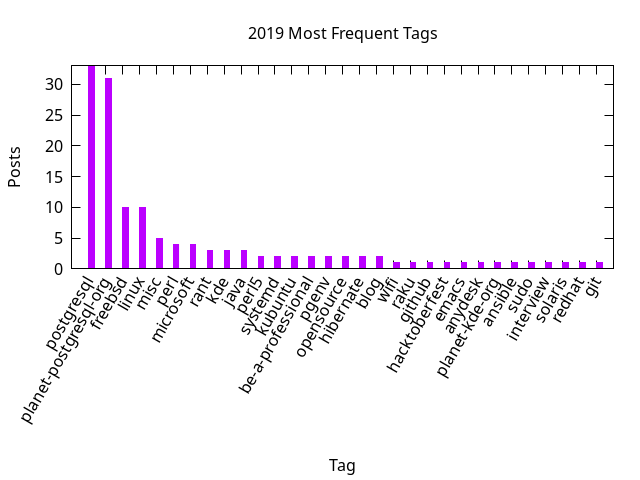 2019 Most Frequent Tags
Posts
30
25
20
15
10
5
0
postgresql
planet-postgresql-org
freebsd
linux
misc
perl
microsoft
rant
kde
java
perl5
systemd
kubuntu
be-a-professional
pgenv
opensource
hibernate
blog
wifi
raku
github
hacktoberfest
emacs
anydesk
planet-kde-org
ansible
sudo
interview
solaris
redhat
git
Tag